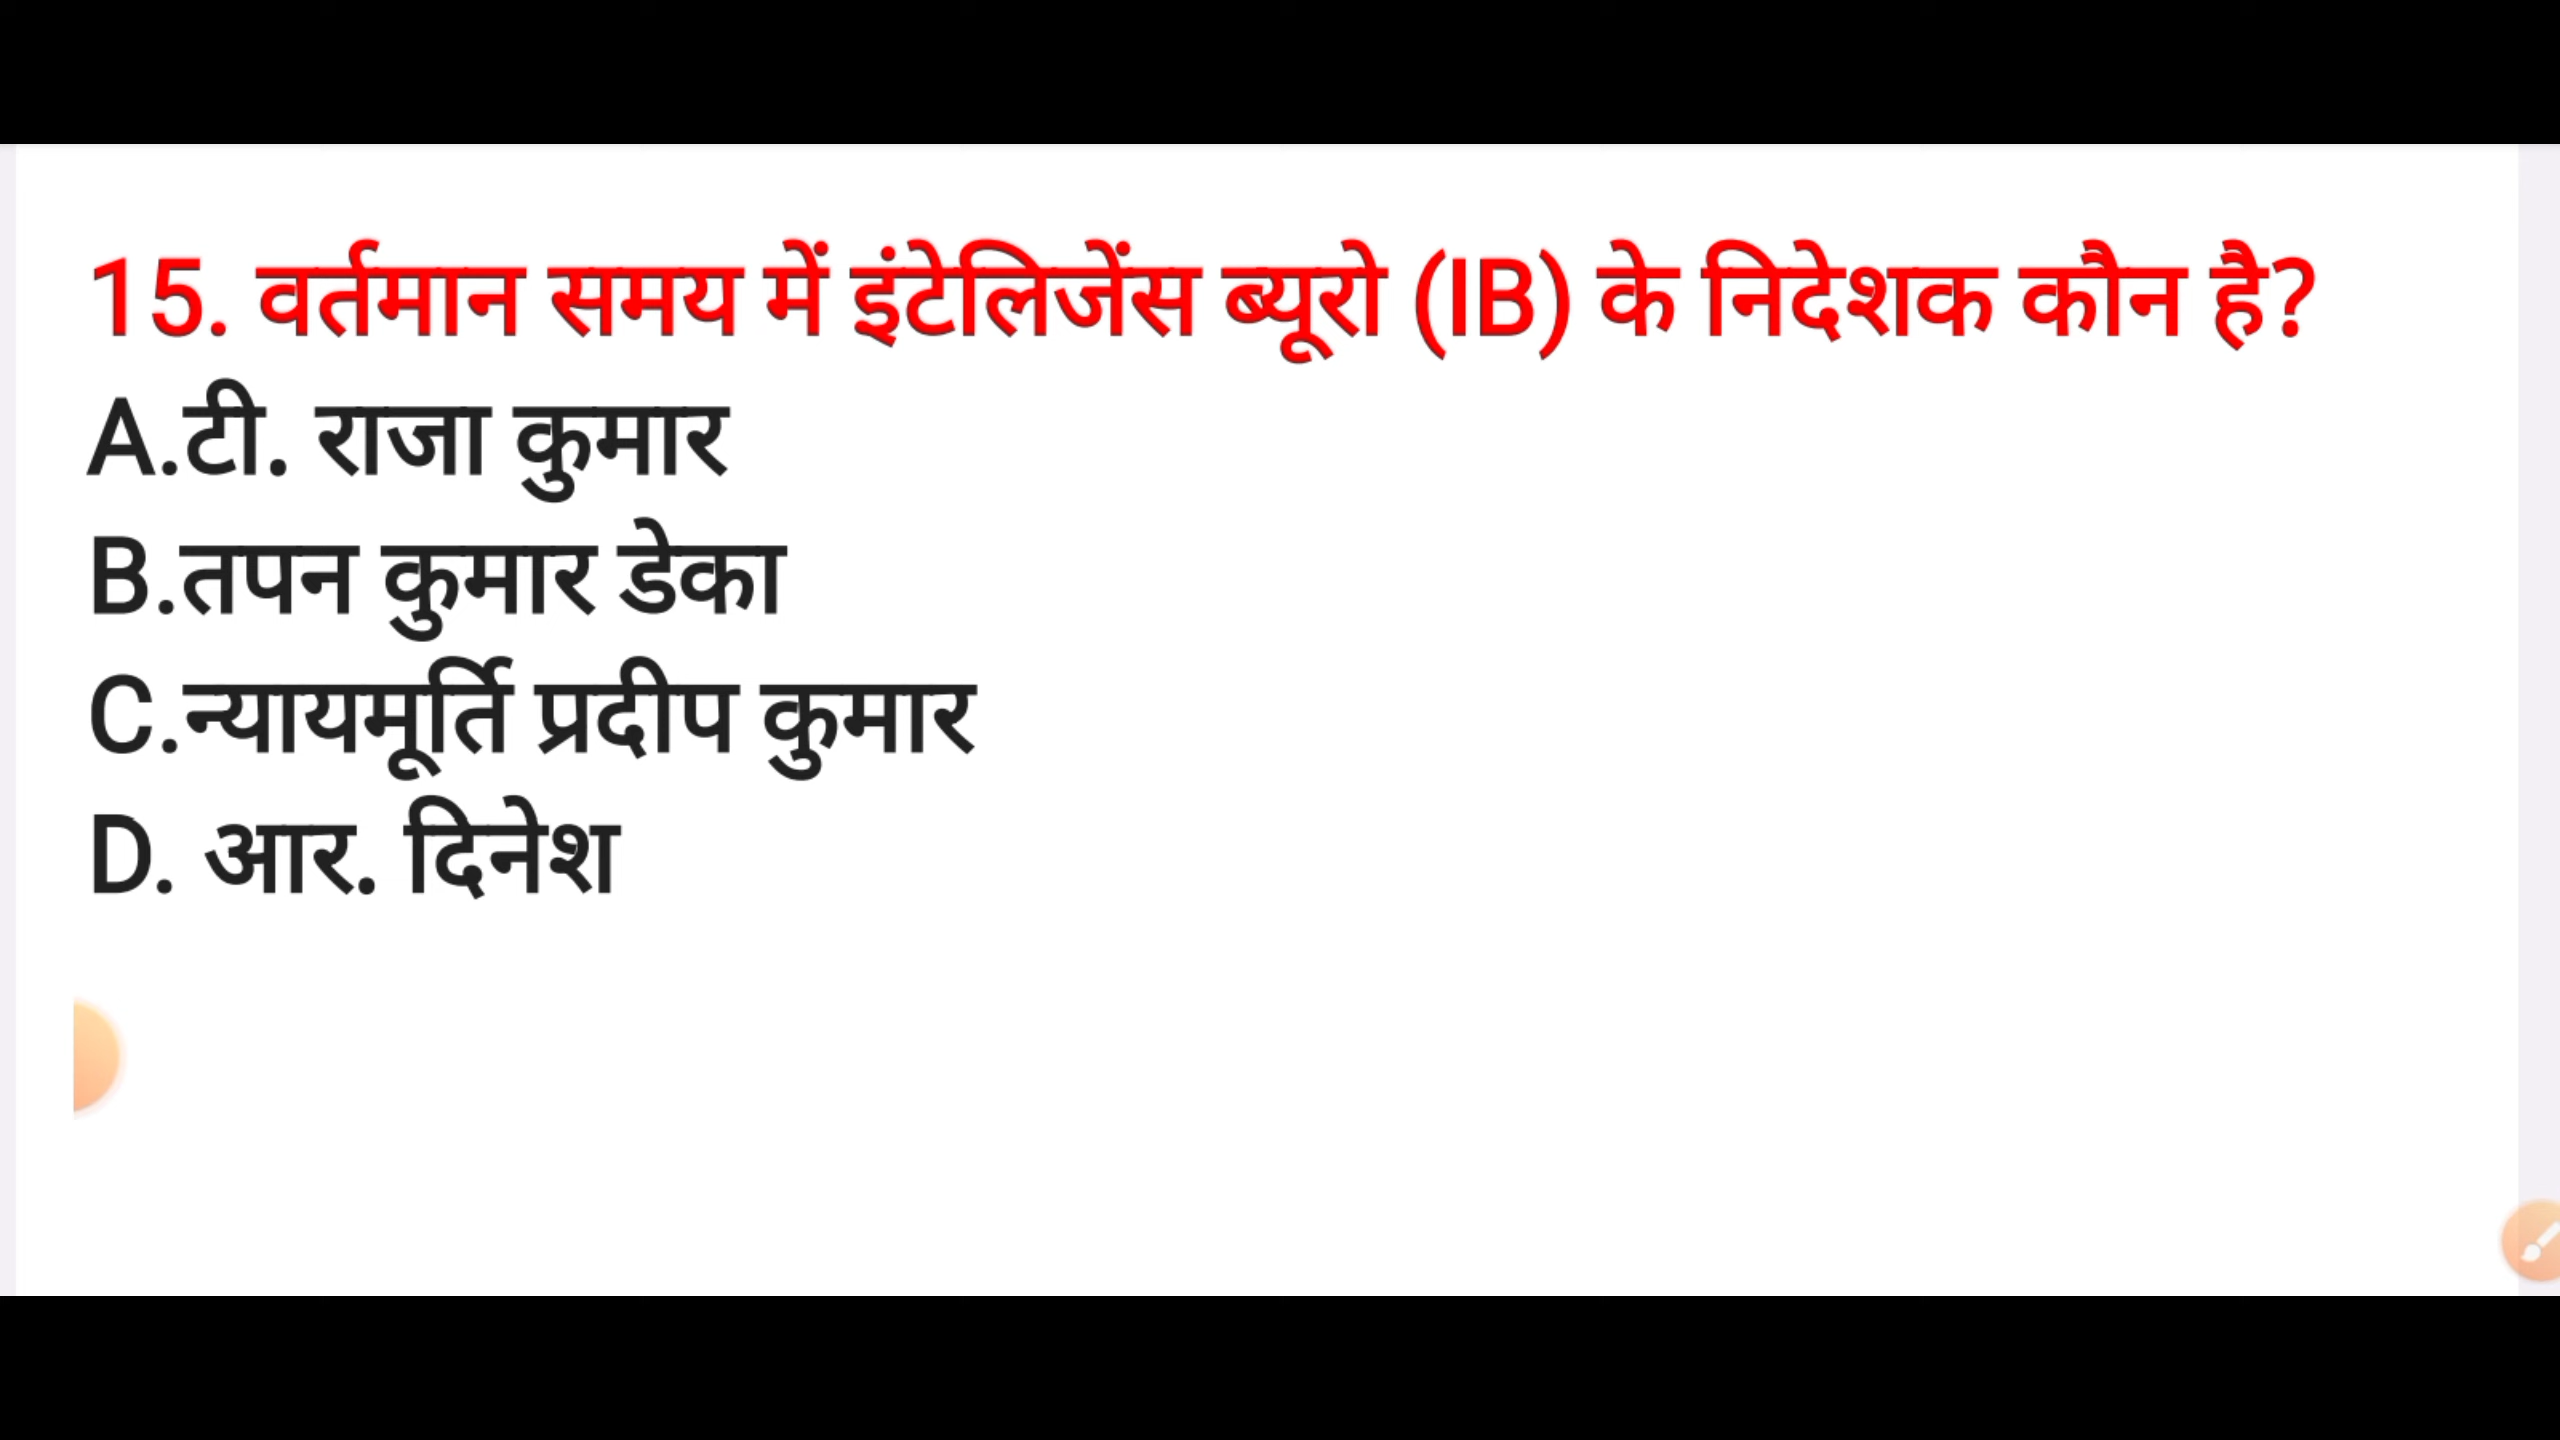 15. वर्तमान समय में इंटेलिजेंस ब्यूरो (IB) के निदेशक कौन है?
A.टी. राजा कुमार
B.तपन कुमार डेका
C.न्यायमूर्ति प्रदीप कुमार
D. आर. दिनेश